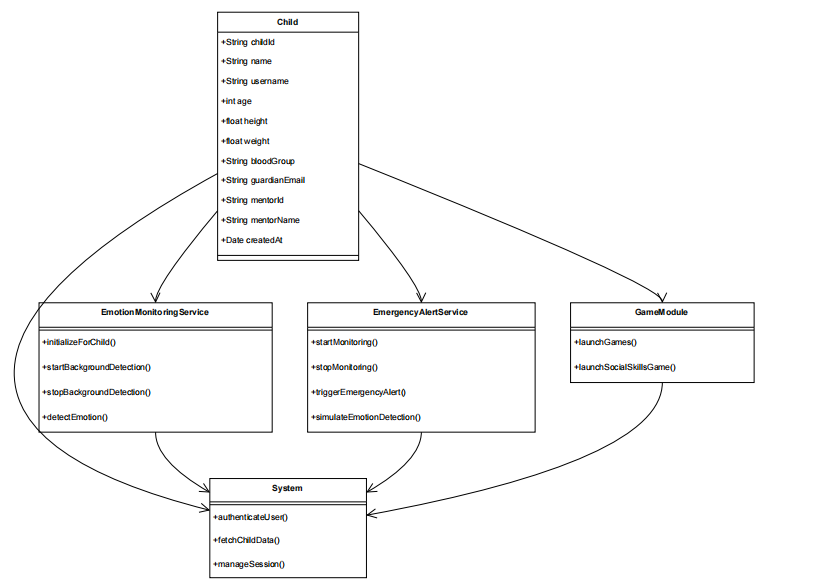 Child
+String childId
+String name
+String username
+int age
+float height
+float weight
+String bloodGroup
+String guardianEmail
+String mentorId
+String mentorName
+Date createdAt
EmotionMonitoringService
+initializeForChild()
+startBackgroundDetection()
+stopBackgroundDetection()
+detectEmotion()
EmergencyAlertService
+startMonitoring()
+stopMonitoring()
+triggerEmergencyAlert()
+simulateEmotionDetection()
GameModule
+launchGames()
+launchSocialSkillsGame()
System
+authenticateUser()
+fetchChildData()
+manageSession()